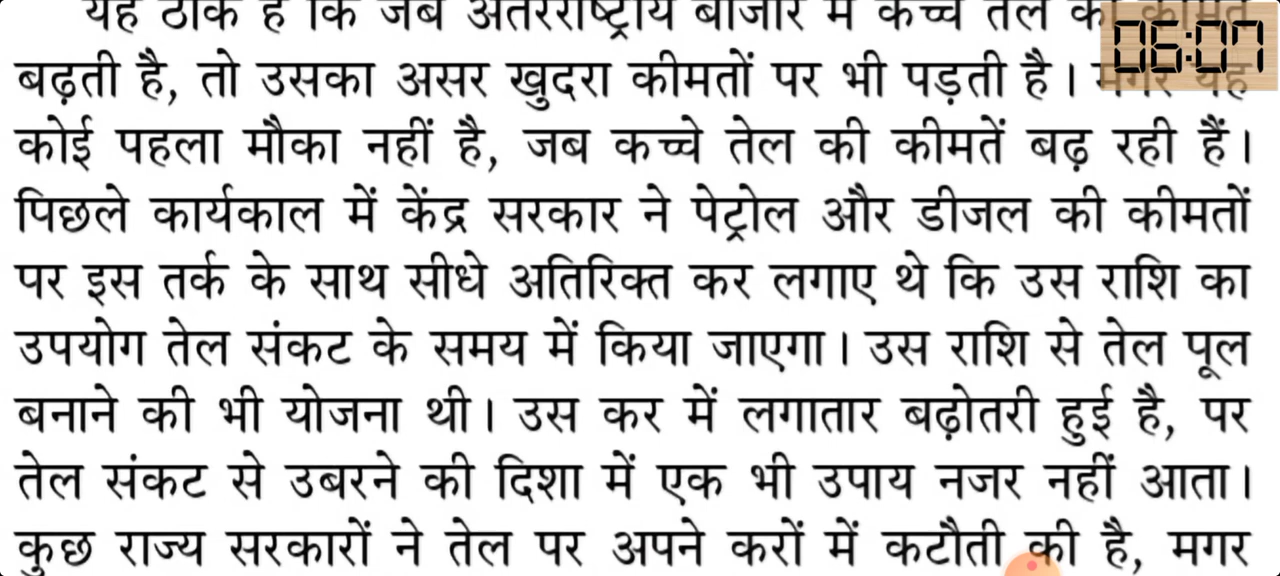 यह ठीक है कि जब अंतरराष्ट्रीय बाजार में कच्चे तेल की कीमत
06:07
बढ़ती है, तो उसका असर खुदरा कीमतों पर भी पड़ती है। मगर यह
कोई पहला मौका नहीं है, जब कच्चे तेल की कीमतें बढ़ रही हैं।
पिछले कार्यकाल में केंद्र सरकार ने पेट्रोल और डीजल की कीमतों
पर इस तर्क के साथ सीधे अतिरिक्त कर लगाए थे कि उस राशि का
उपयोग तेल संकट के समय में किया जाएगा। उस राशि से तेल पूल
बनाने की भी योजना थी। उस कर में लगातार बढ़ोतरी हुई है, पर
तेल संकट से उबरने की दिशा में एक भी उपाय नजर नहीं आता।
कुछ राज्य सरकारों ने तेल पर अपने करों में कटौती की है, मगर